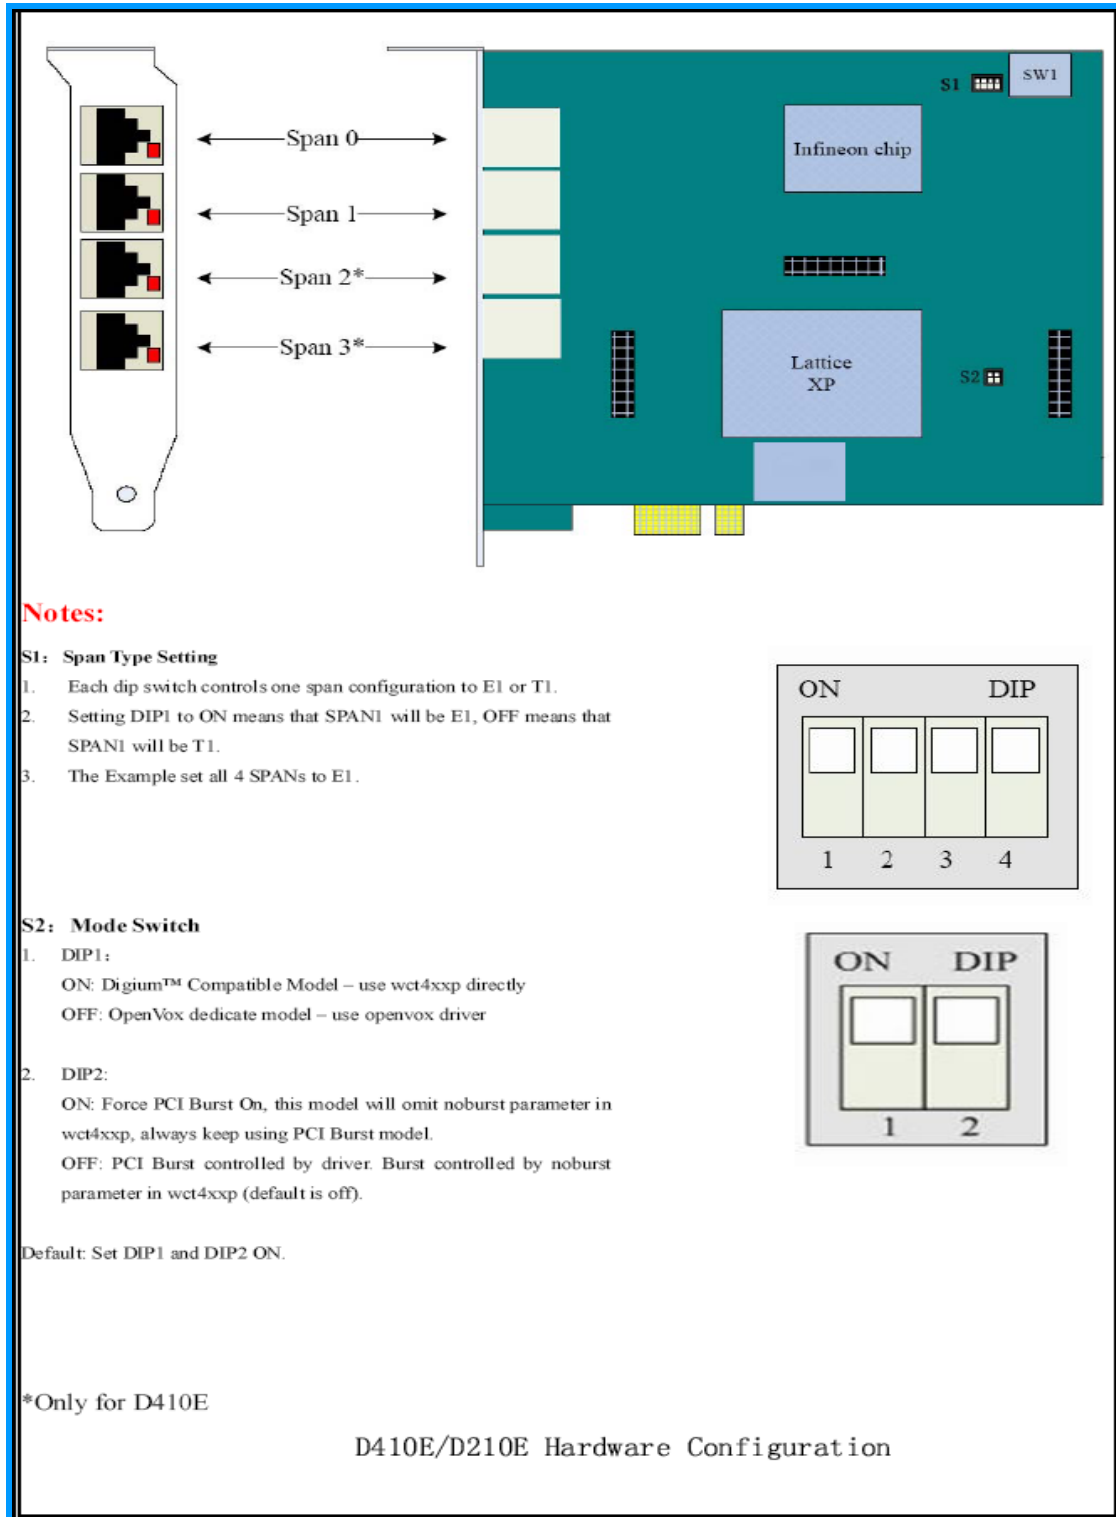 S1
SW1
Span 0
Infineon chip
Span 1
Span 2*
Span 3*
Lattice
XP
S2
Notes:
S1: Span Type Setting
1. Each dip switch controls one span configuration to E1 or T1.
2. Setting DIP1 to ON means that SPAN1 will be E1, OFF means that
SPAN1 will be T1.
3. The Example set all 4 SPANs to E1.
ON DIP
1 2 3 4
S2: Mode Switch
1. DIP1:
ON: Digium™ Compatible Model – use wct4xxp directly
OFF: OpenVox dedicate model – use openvox driver
2. DIP2:
ON: Force PCI Burst On, this model will omit noburst parameter in
wct4xxp, always keep using PCI Burst model.
OFF: PCI Burst controlled by driver. Burst controlled by noburst
parameter in wct4xxp (default is off).
ON DIP
1 2
Default: Set DIP1 and DIP2 ON.
*Only for D410E
D410E/D210E Hardware Configuration